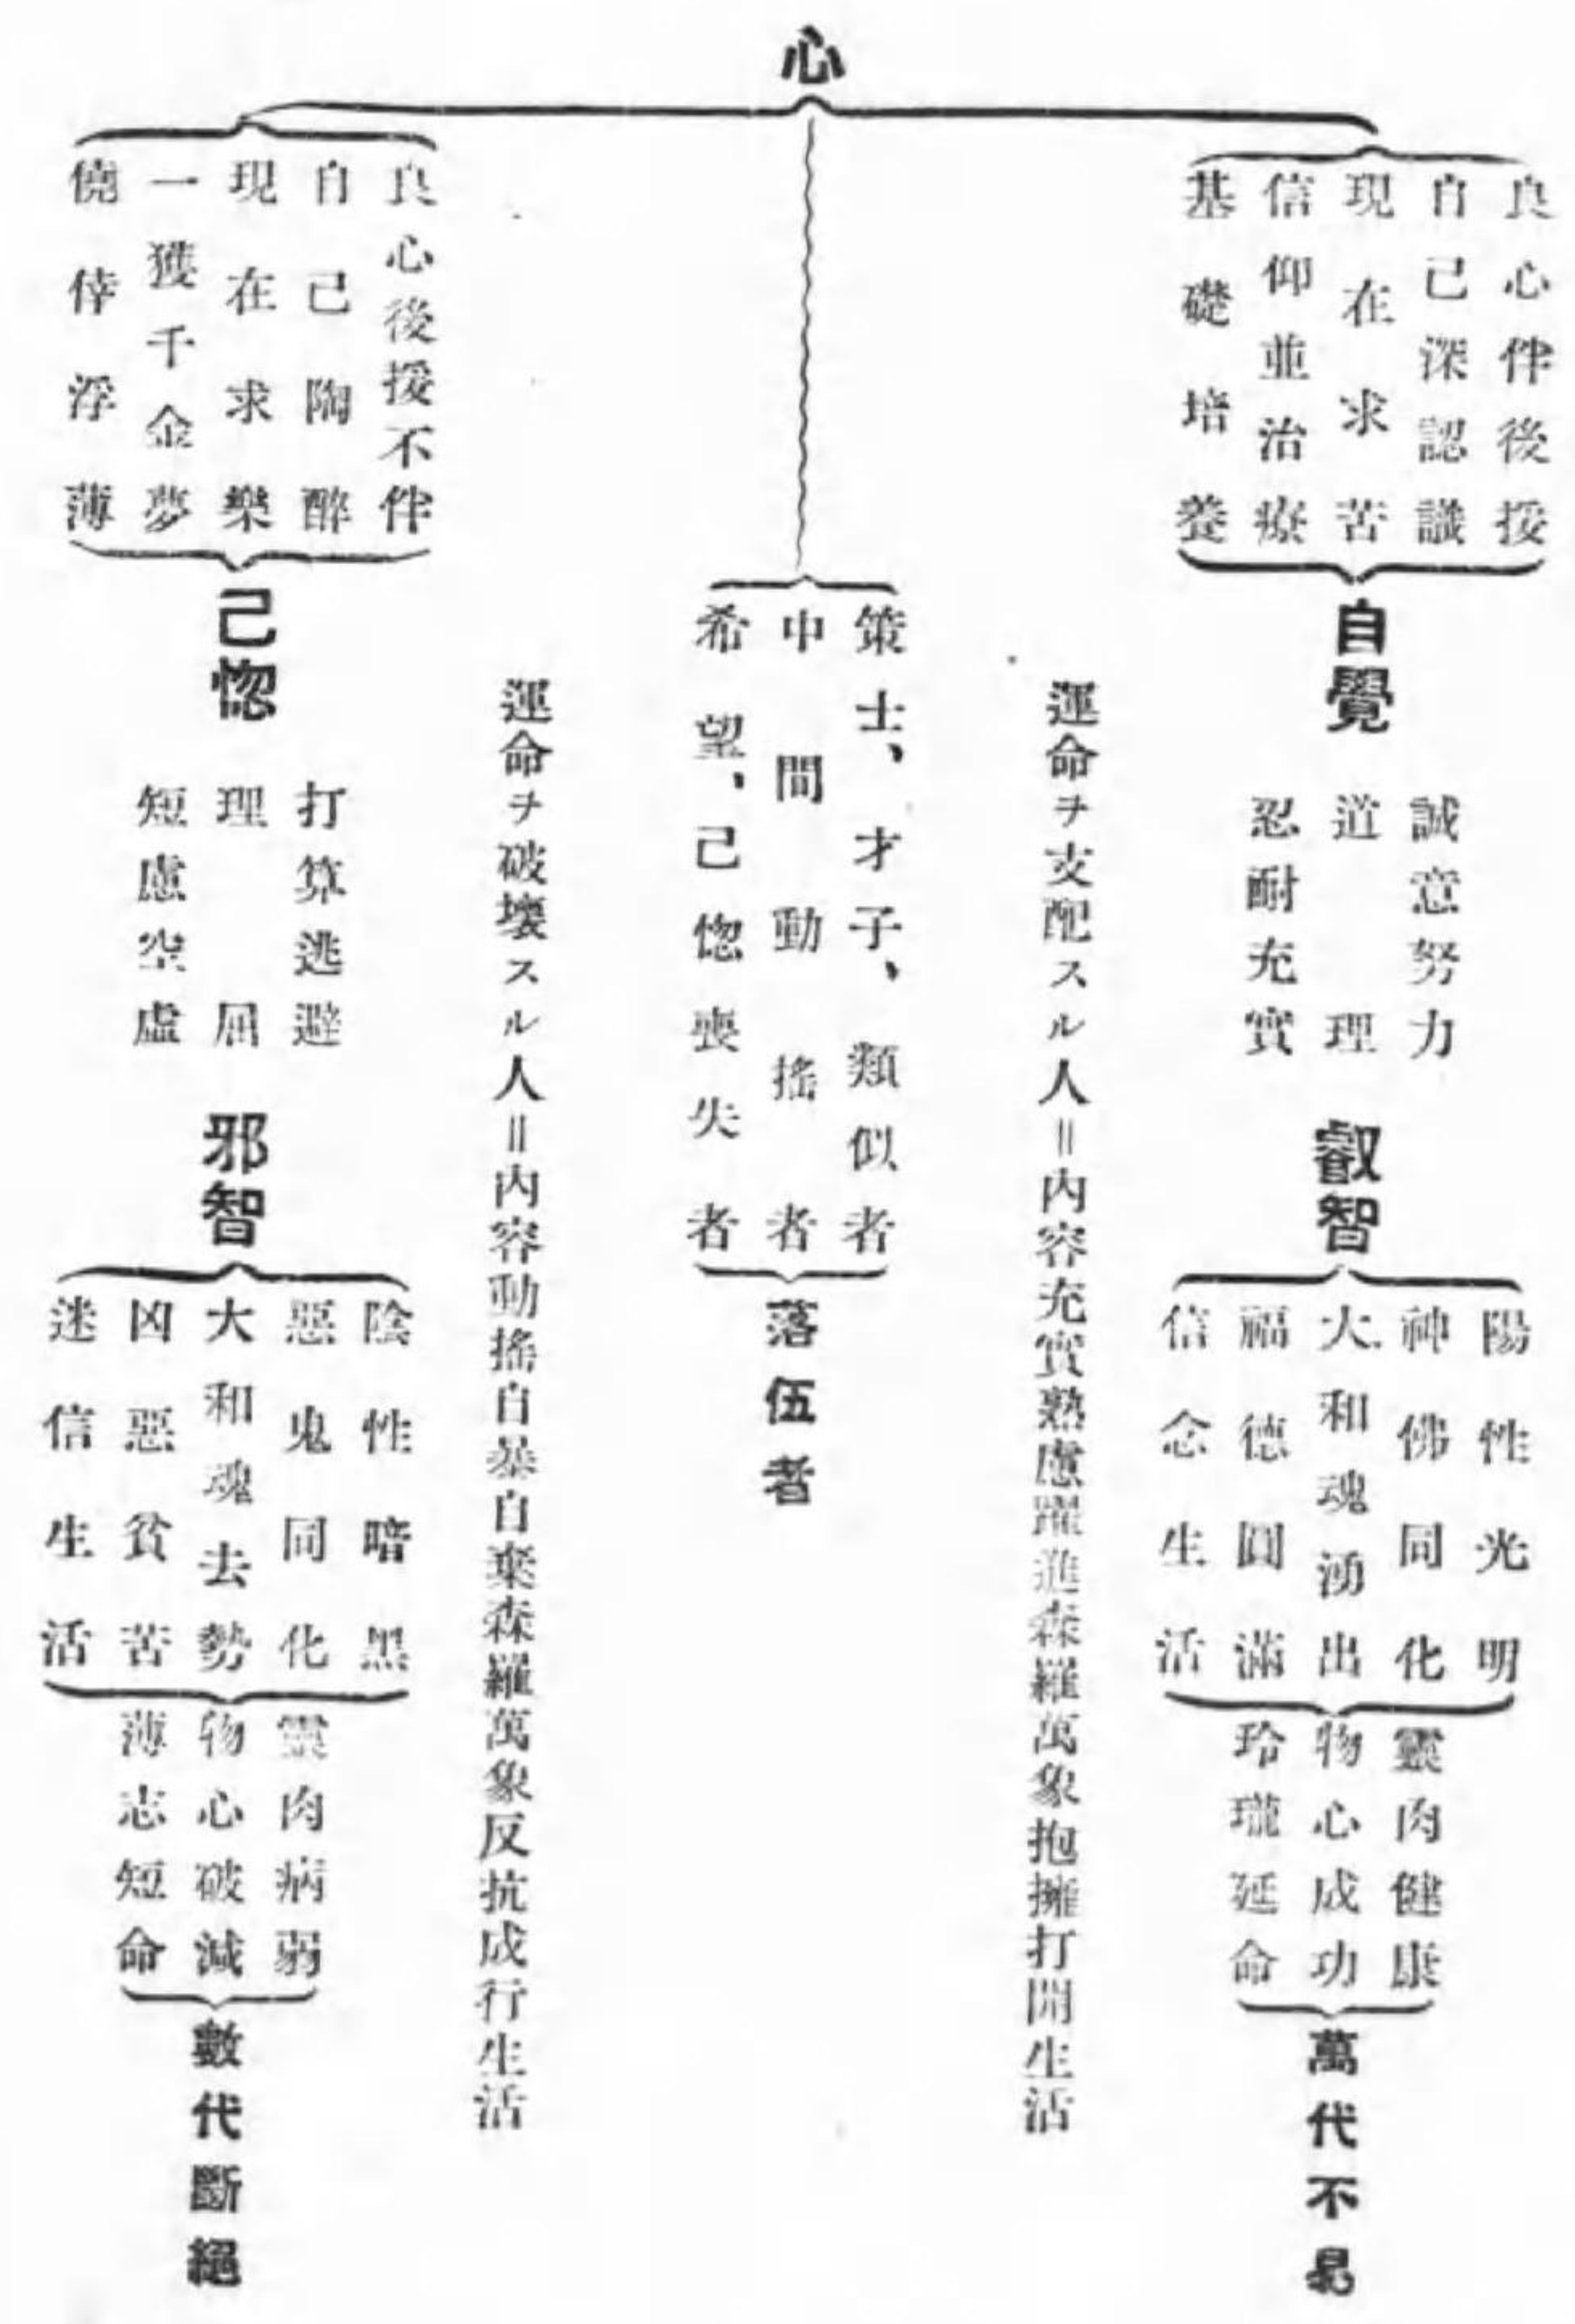 心
良心伴後援
自己深認識
現在求苦
信仰並治療
基礎培養
自覺
誠意努力
道理
忍耐充實
叡智
陽性光明
神佛同化
大和魂湧出
福德圓滿
信念生活
靈肉健康
物心成功
玲瓏延命
萬代不易
運命ヲ支配スル人＝內容充實熟慮躍進森羅萬象抱擁打開生活
策士、才子、類似者
中間動搖者
希望、己惚喪失者
落伍者
運命ヲ破壞スル人＝內容動搖自暴自棄森羅萬象反抗成行生活
良心後援不伴
自己陶醉
現在求樂
一獲千金夢
僥倖浮薄
己惚
打算逃避
理屈
短慮空虛
邪智
陰性暗黑
惡鬼同化
大和魂去勢
凶惡貧苦
迷信生活
靈肉病弱
物心破滅
薄志短命
數代斷絕